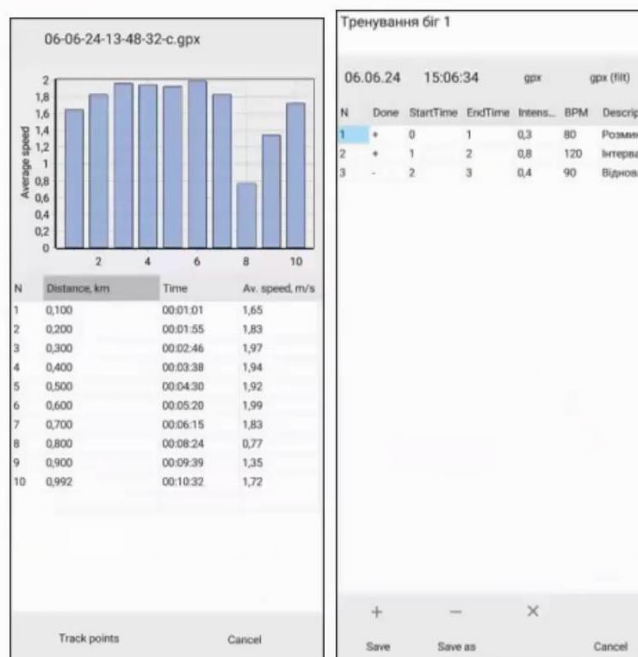 06-06-24-13-48-32-c.gpx
Average speed
2
1,8
1,6
1,4
1,2
1
0,8
0,6
0,4
0,2
0
2 4 6 8 10
N Distance, km Time Av. speed, m/s
1 0,100 00:01:01 1,65
2 0,200 00:01:55 1,83
3 0,300 00:02:46 1,97
4 0,400 00:03:38 1,94
5 0,500 00:04:30 1,92
6 0,600 00:05:20 1,99
7 0,700 00:06:15 1,83
8 0,800 00:08:24 0,77
9 0,900 00:09:39 1,35
10 0,992 00:10:32 1,72
Track points Cancel
Тренування біг 1
06.06.24 15:06:34 gpx gpx (filt)
N Done StartTime EndTime Intens... BPM Descrip
1 + 0 1 0,3 80 Розмин
2 + 1 2 0,8 120 Інтерва
3 - 2 3 0,4 90 Віднов
+ − ×
Save Save as Cancel